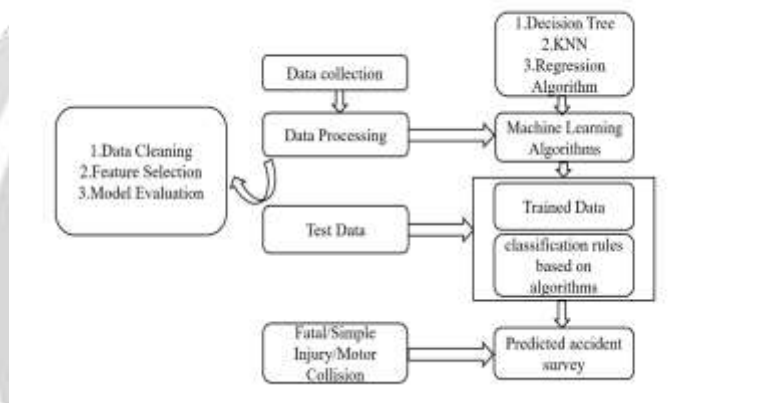 1.Decision Tree
2.KNN
3.Regression
Algorithm
Data collection
Data Processing
Machine Learning
Algorithms
1.Data Cleaning
2.Feature Selection
3.Model Evaluation
Trained Data
Test Data
classification rules
based on
algorithms
Fatal/Simple
Injury/Motor
Collision
Predicted accident
survey